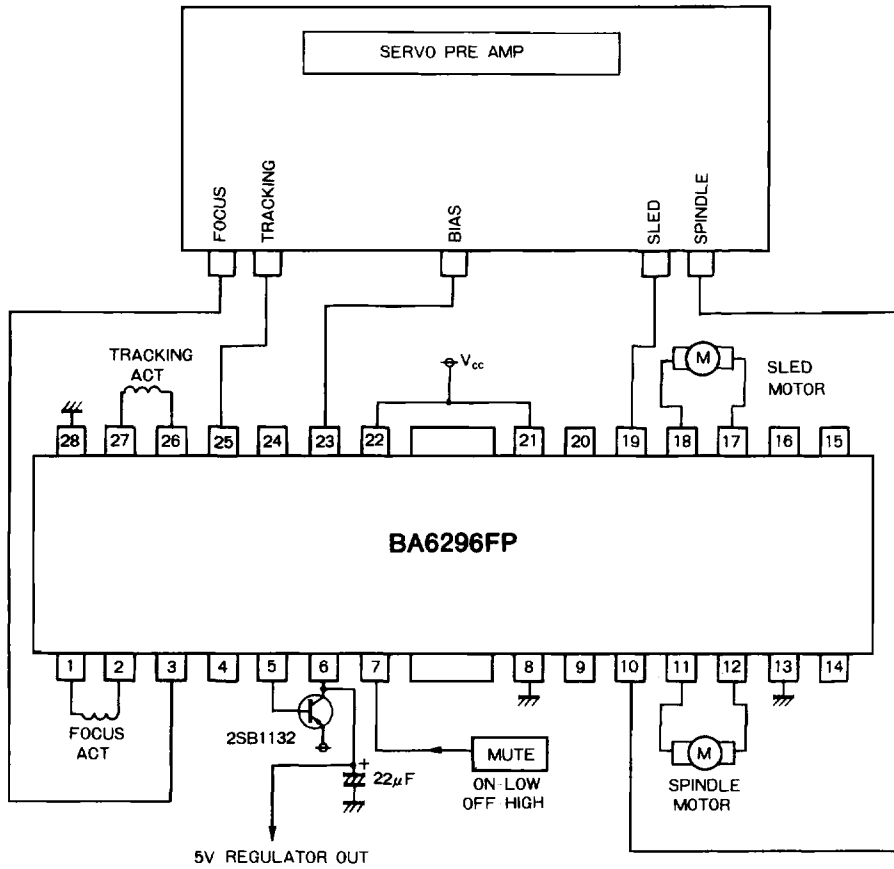 SERVO PRE AMP
FOCUS
TRACKING
BIAS
SLED
SPINDLE
TRACKING
ACT
Vcc
M
SLED
MOTOR
28 27 26 25 24 23 22 21 20 19 18 17 16 15
BA6296FP
1 2 3 4 5 6 7 8 9 10 11 12 13 14
FOCUS
ACT
2SB1132
+
22μF
MUTE
ON-LOW
OFF-HIGH
M
SPINDLE
MOTOR
5V REGULATOR OUT